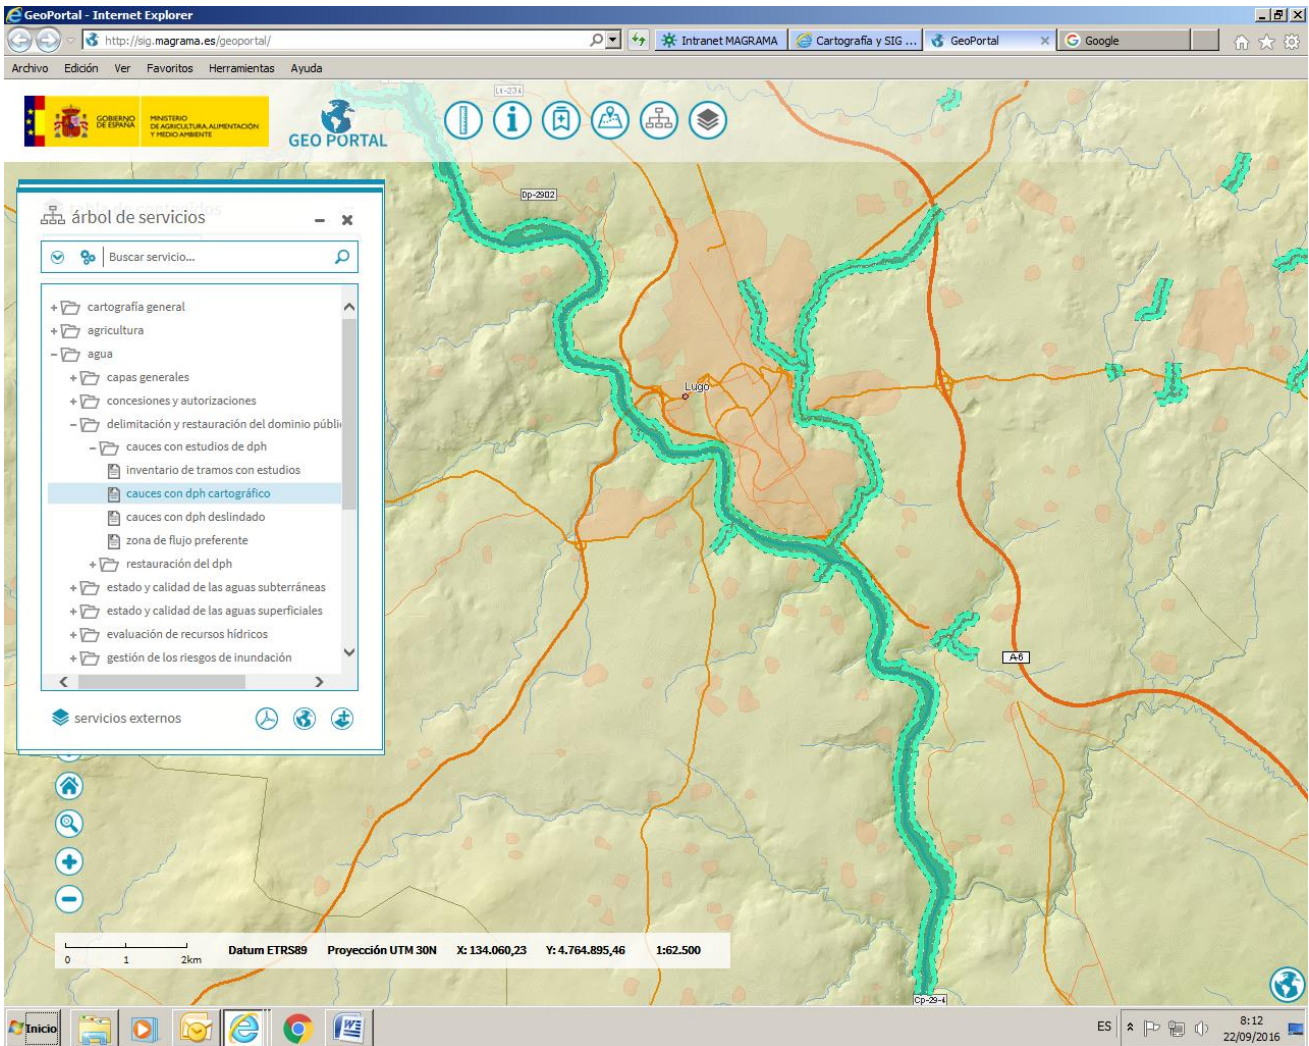 GeoPortal - Internet Explorer
http://sig.magrama.es/geoportal/
Intranet MAGRAMA
Cartografía y SIG ...
GeoPortal
Google
Archivo Edición Ver Favoritos Herramientas Ayuda
GOBIERNO DE ESPAÑA
MINISTERIO DE AGRICULTURA, ALIMENTACIÓN Y MEDIO AMBIENTE
GEO PORTAL
Dp-2902
árbol de servicios
Buscar servicio...
+ cartografía general
+ agricultura
- agua
+ capas generales
+ concesiones y autorizaciones
- delimitación y restauración del dominio públi
- cauces con estudios de dph
inventario de tramos con estudios
cauces con dph cartográfico
cauces con dph deslindado
zona de flujo preferente
+ restauración del dph
+ estado y calidad de las aguas subterráneas
+ estado y calidad de las aguas superficiales
+ evaluación de recursos hídricos
+ gestión de los riesgos de inundación
servicios externos
Lugo
A-6
0 1 2km
Datum ETRS89 Proyección UTM 30N X: 134.060,23 Y: 4.764.895,46 1:62.500
Cp-29-4
Inicio
ES
8:12
22/09/2016